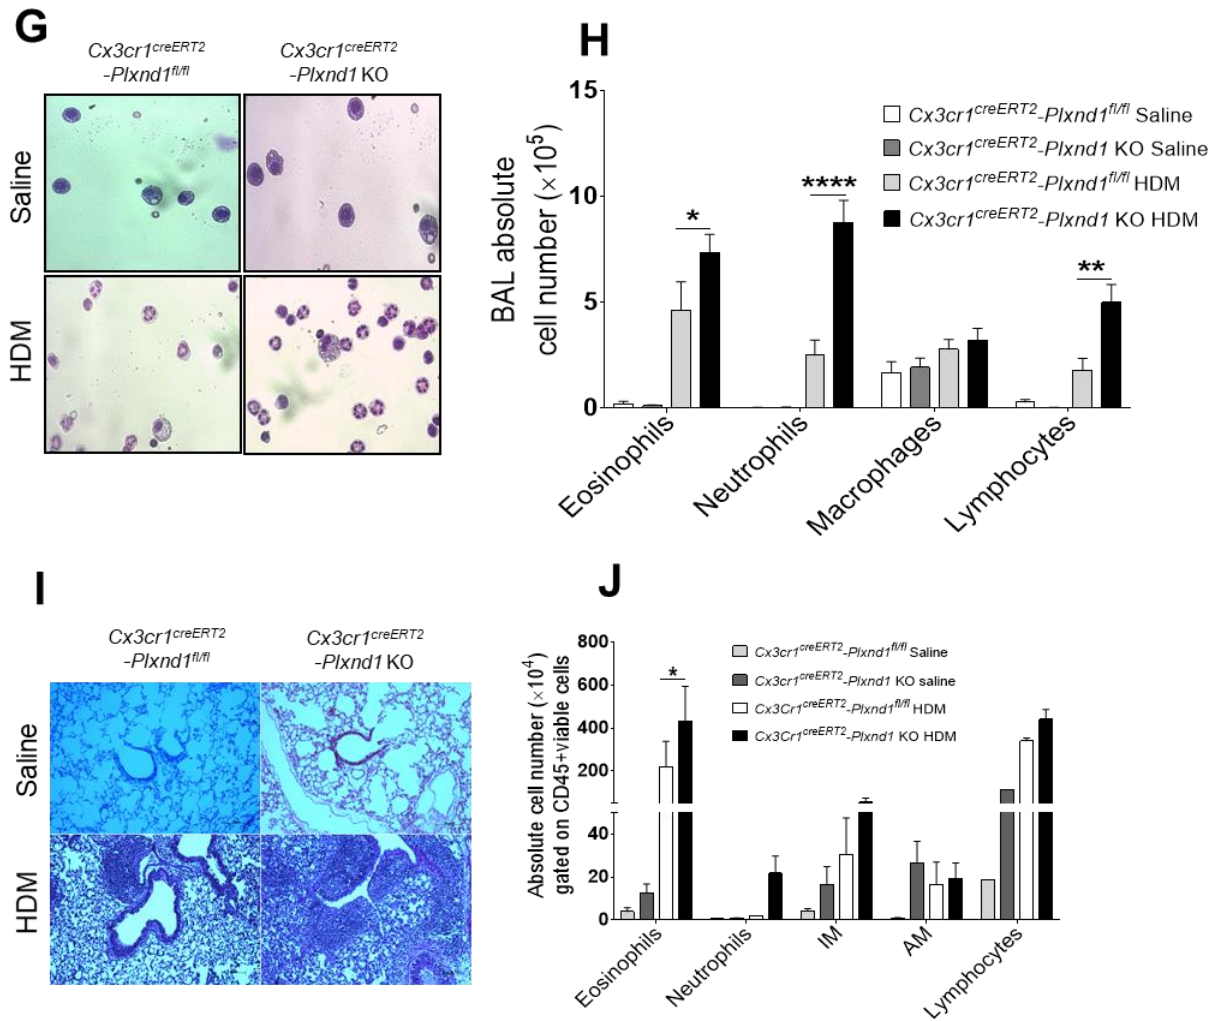 G
Cx3cr1creERT2
-Plxnd1fl/fl
Cx3cr1creERT2
-Plxnd1 KO
Saline
HDM
H
BAL absolute
cell number (×10⁵)
15
10
5
0
*
****
**
Cx3cr1creERT2-Plxnd1fl/fl Saline
Cx3cr1creERT2-Plxnd1 KO Saline
Cx3cr1creERT2-Plxnd1fl/fl HDM
Cx3cr1creERT2-Plxnd1 KO HDM
Eosinophils
Neutrophils
Macrophages
Lymphocytes
I
Cx3cr1creERT2
-Plxnd1fl/fl
Cx3cr1creERT2
-Plxnd1 KO
Saline
HDM
J
Absolute cell number (×10⁴)
gated on CD45+viable cells
800
600
400
200
40
20
0
*
Cx3cr1creERT2-Plxnd1fl/fl Saline
Cx3cr1creERT2-Plxnd1 KO saline
Cx3Cr1creERT2-Plxnd1fl/fl HDM
Cx3Cr1creERT2-Plxnd1 KO HDM
Eosinophils
Neutrophils
IM
AM
Lymphocytes